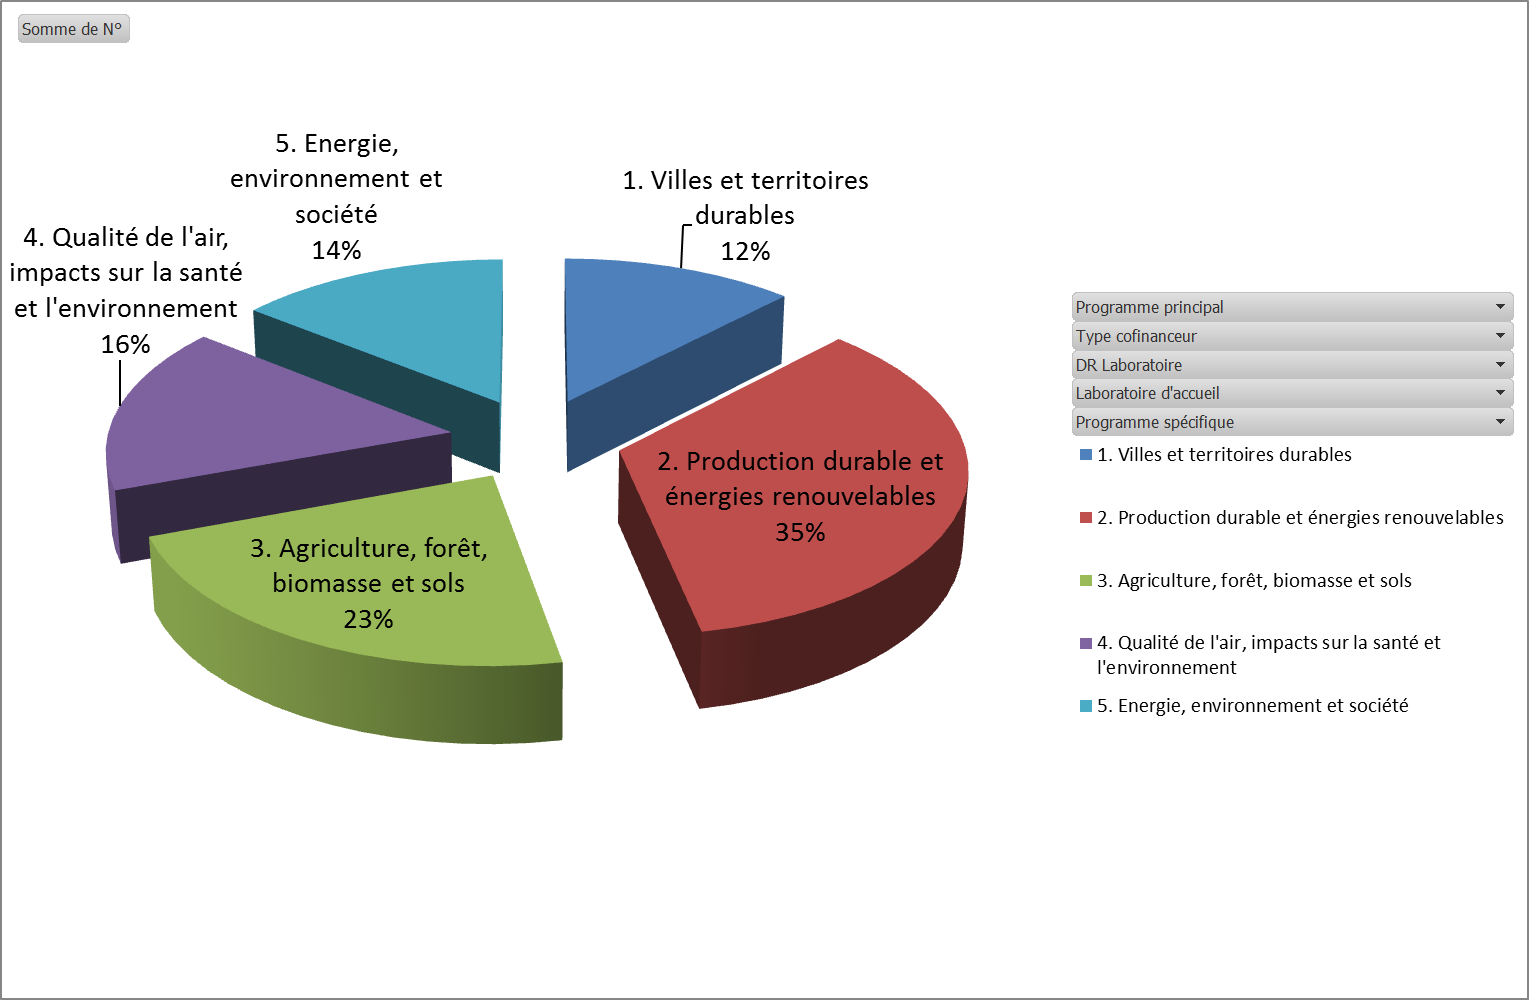 Somme de N°
5. Energie,
environnement et
société
14%
1. Villes et territoires
durables
12%
4. Qualité de l'air,
impacts sur la santé
et l'environnement
16%
2. Production durable et
énergies renouvelables
35%
3. Agriculture, forêt,
biomasse et sols
23%
Programme principal
Type cofinanceur
DR Laboratoire
Laboratoire d'accueil
Programme spécifique
1. Villes et territoires durables
2. Production durable et énergies renouvelables
3. Agriculture, forêt, biomasse et sols
4. Qualité de l'air, impacts sur la santé et
l'environnement
5. Energie, environnement et société